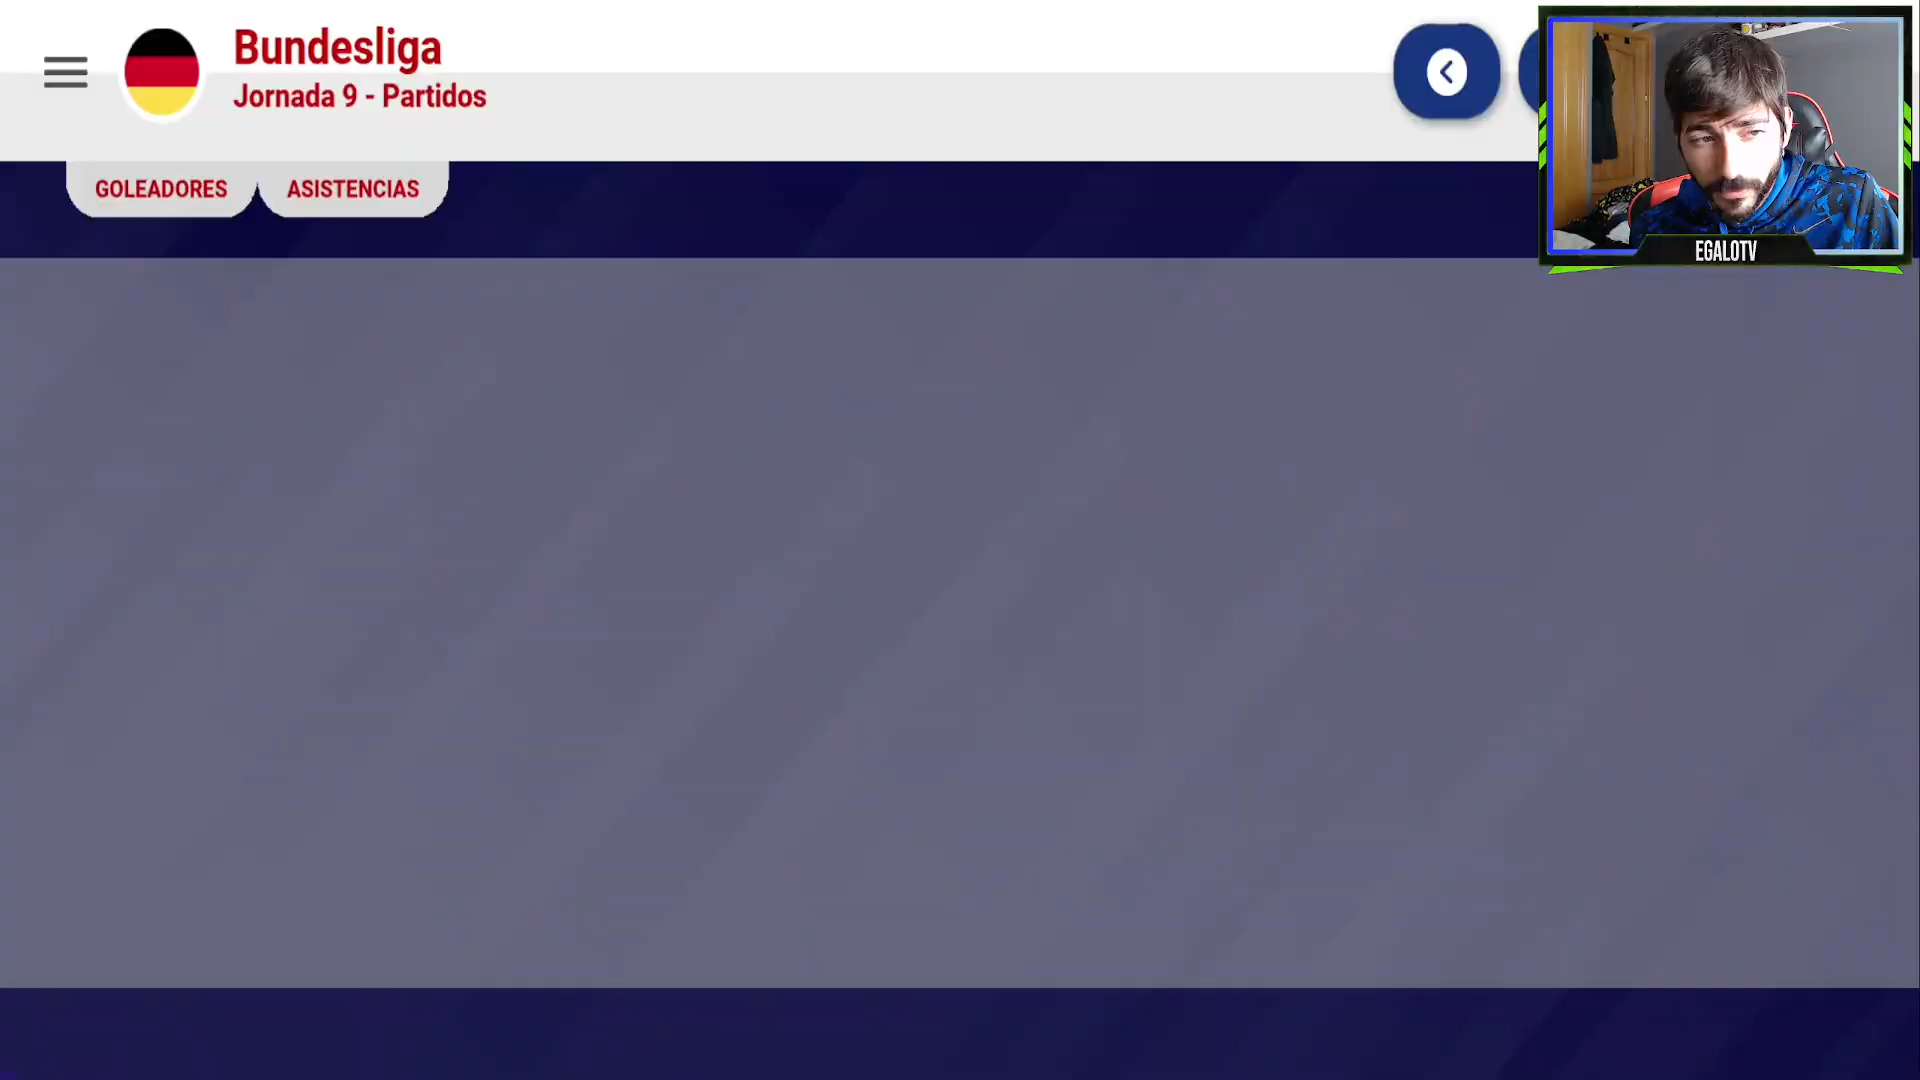 Bundesliga
Jornada 9 - Partidos
GOLEADORES
ASISTENCIAS
EGALOTV